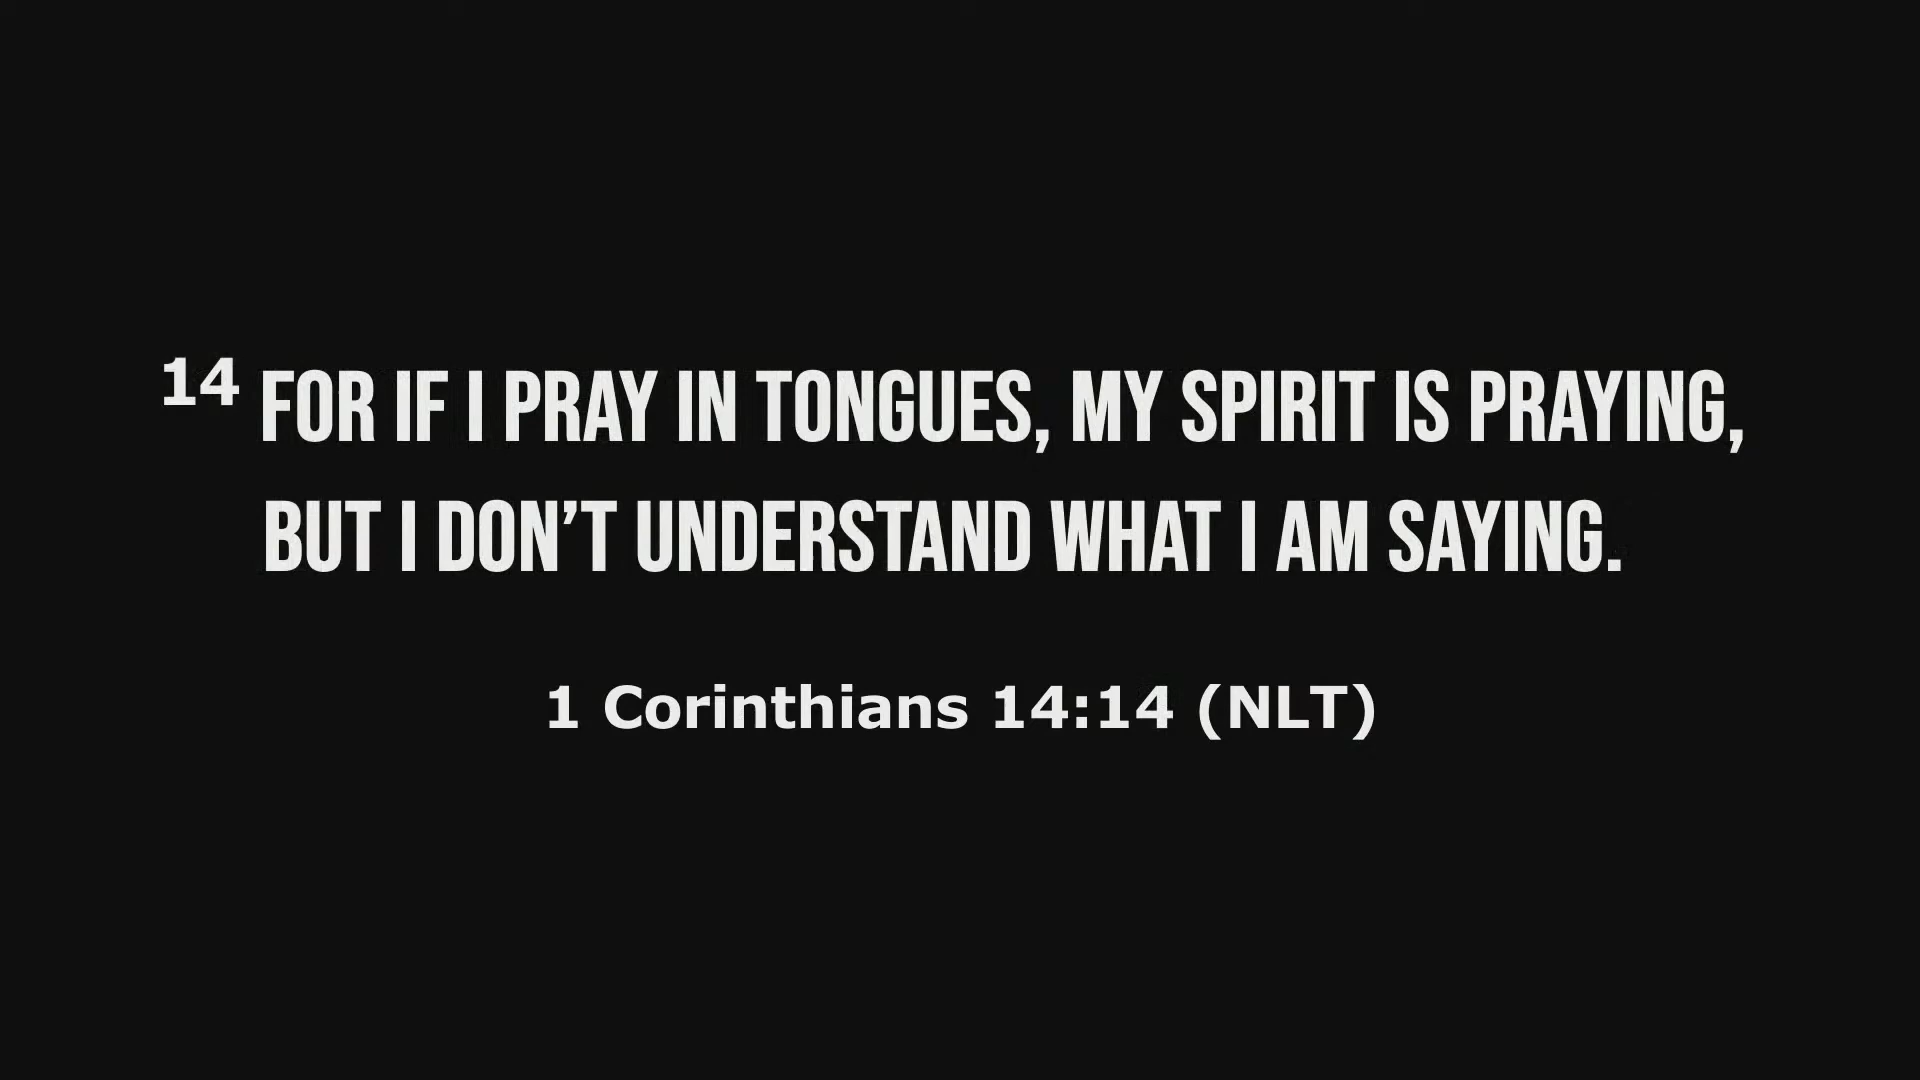 14 FOR IF I PRAY IN TONGUES, MY SPIRIT IS PRAYING,
BUT I DON’T UNDERSTAND WHAT I AM SAYING.
1 Corinthians 14:14 (NLT)